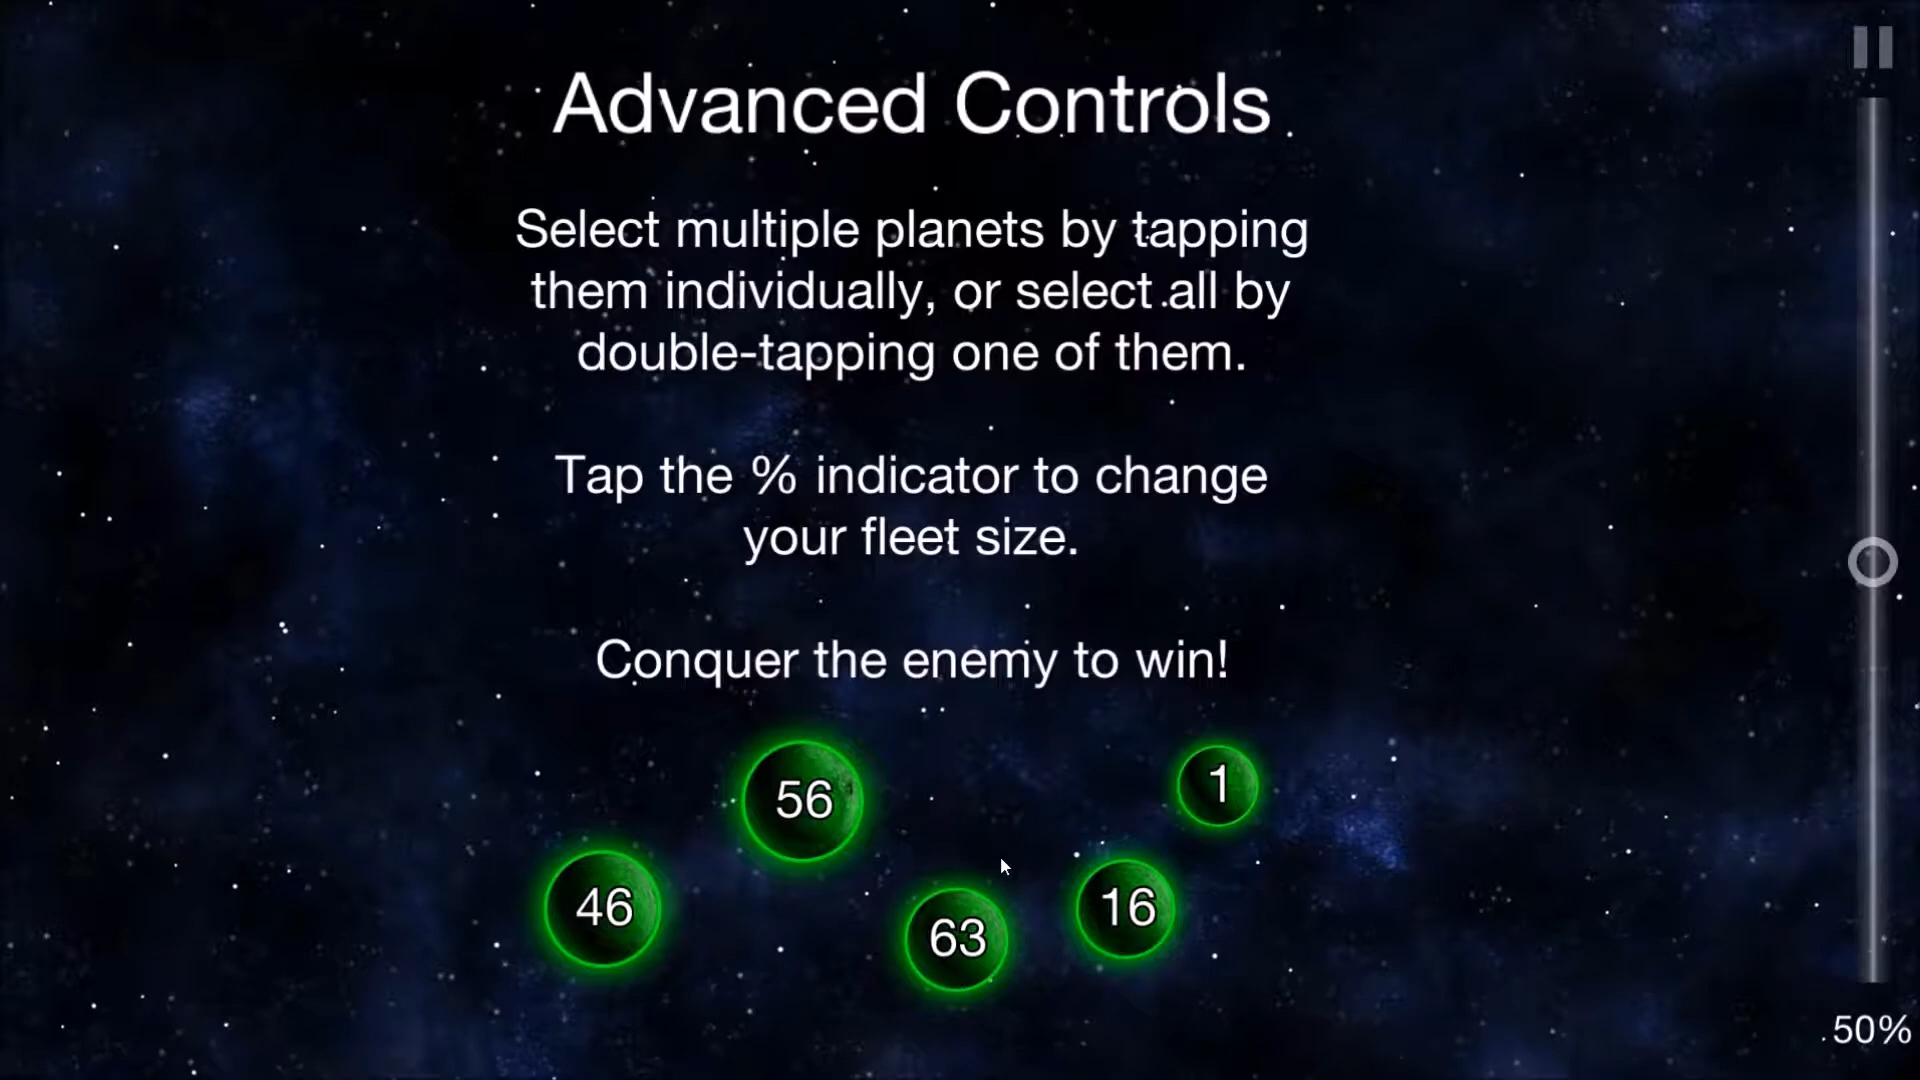 Advanced Controls
Select multiple planets by tapping
them individually, or select all by
double-tapping one of them.
Tap the % indicator to change
your fleet size.
Conquer the enemy to win!
56
1
46
63
16
50%